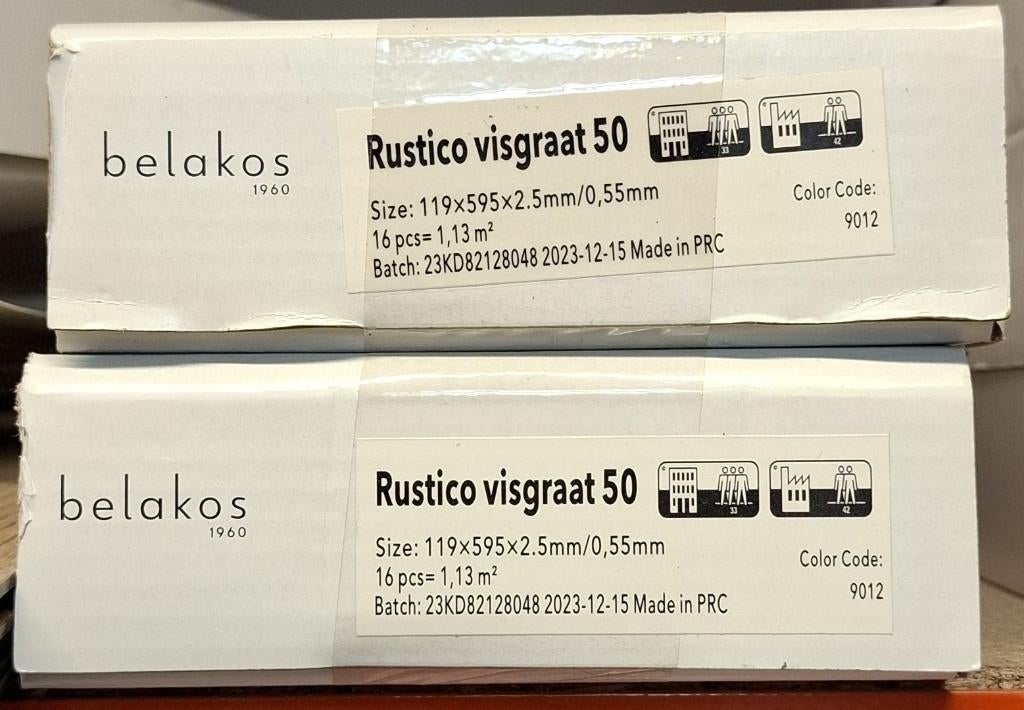 belakos
1960
Rustico visgraat 50
33
42
Size: 119×595×2.5mm/0,55mm
16 pcs= 1,13 m²
Batch: 23KD82128048 2023-12-15 Made in PRC
Color Code:
9012
belakos
1960
Rustico visgraat 50
33
42
Size: 119×595×2.5mm/0,55mm
16 pcs= 1,13 m²
Batch: 23KD82128048 2023-12-15 Made in PRC
Color Code:
9012